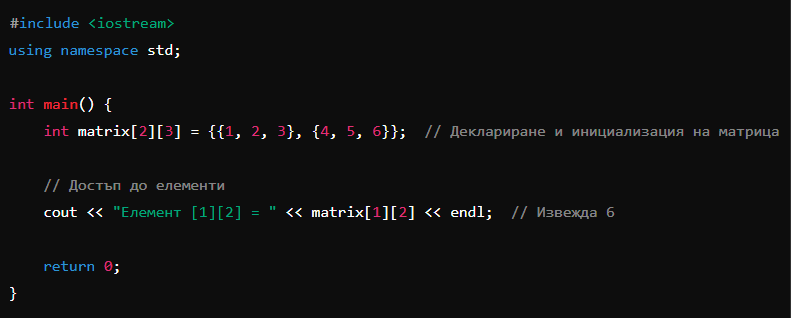 #include <iostream>
using namespace std;
int main() {
    int matrix[2][3] = {{1, 2, 3}, {4, 5, 6}};  // Деклариране и инициализация на матрица
    // Достъп до елементи
    cout << "Елемент [1][2] = " << matrix[1][2] << endl;  // Извежда 6
    return 0;
}